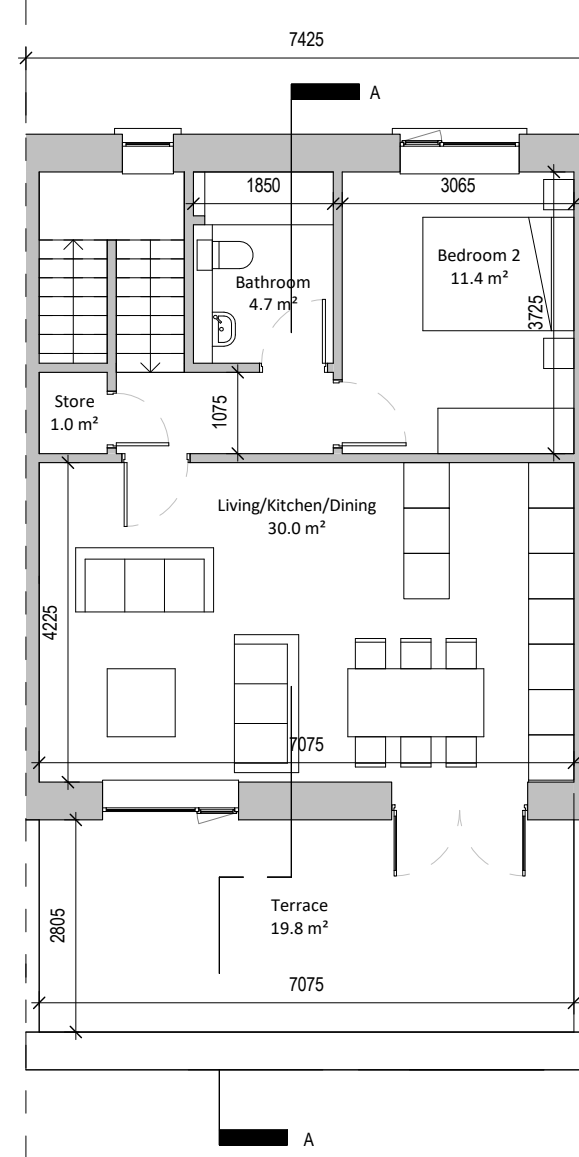 7425
A
1850
3065
Bedroom 2
11.4 m²
Bathroom
4.7 m²
3725
Store
1.0 m²
1075
Living/Kitchen/Dining
30.0 m²
4225
7075
Terrace
19.8 m²
2805
7075
A